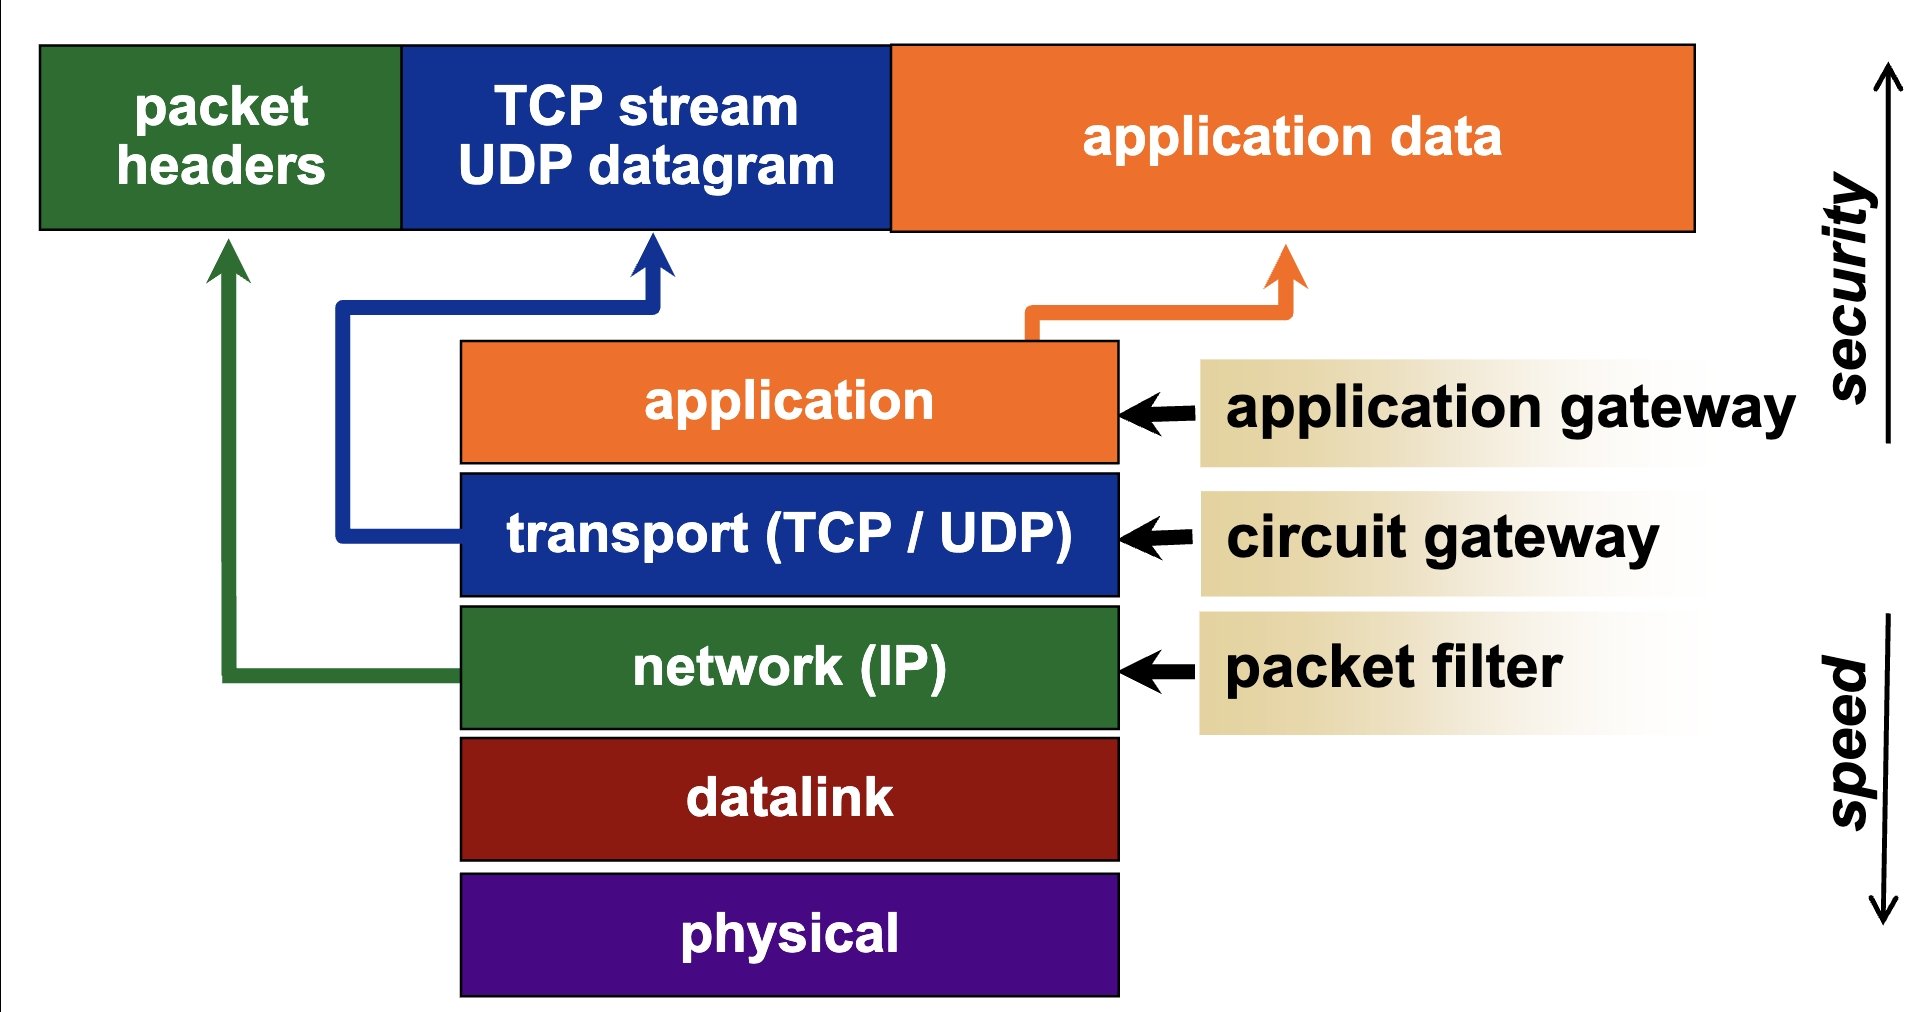 packet
headers
TCP stream
UDP datagram
application data
security
application
application gateway
transport (TCP / UDP)
circuit gateway
network (IP)
packet filter
speed
datalink
physical